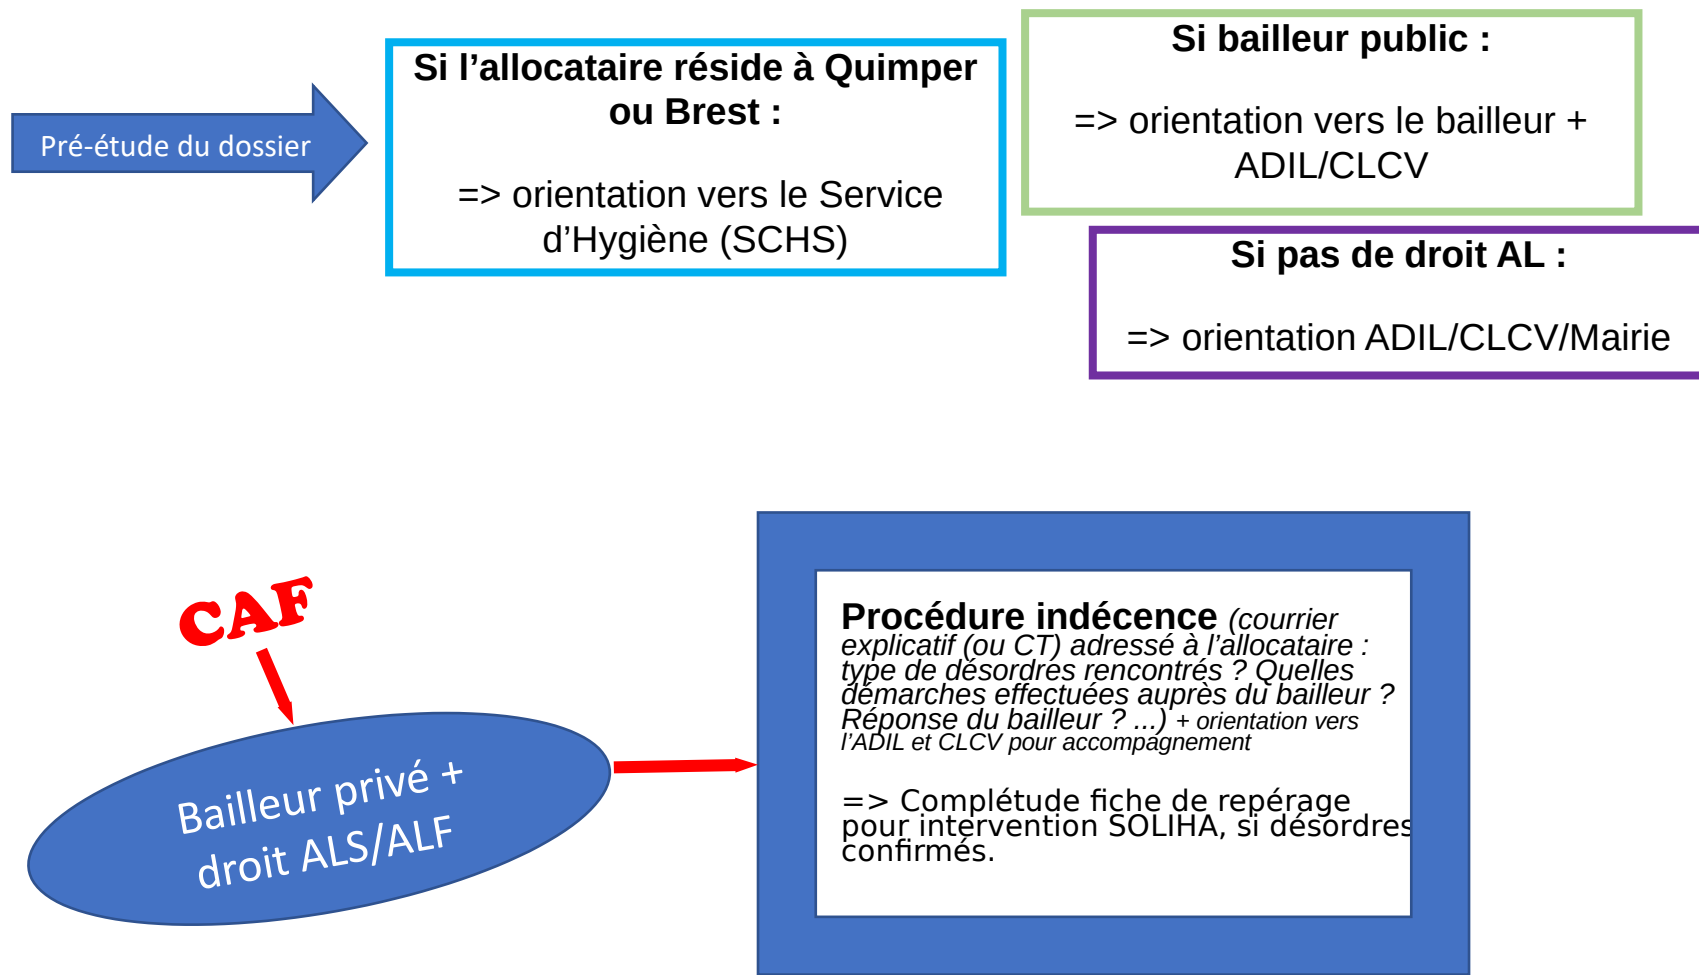 Pré-étude du dossier
Si l’allocataire réside à Quimper
ou Brest :
=> orientation vers le Service
d’Hygiène (SCHS)
Si bailleur public :
=> orientation vers le bailleur +
ADIL/CLCV
Si pas de droit AL :
=> orientation ADIL/CLCV/Mairie
CAF
Bailleur privé +
droit ALS/ALF
Procédure indécence (courrier
explicatif (ou CT) adressé à l’allocataire :
type de désordres rencontrés ? Quelles
démarches effectuées auprès du bailleur ?
Réponse du bailleur ? ...) + orientation vers
l’ADIL et CLCV pour accompagnement
=> Complétude fiche de repérage
pour intervention SOLIHA, si désordres
confirmés.